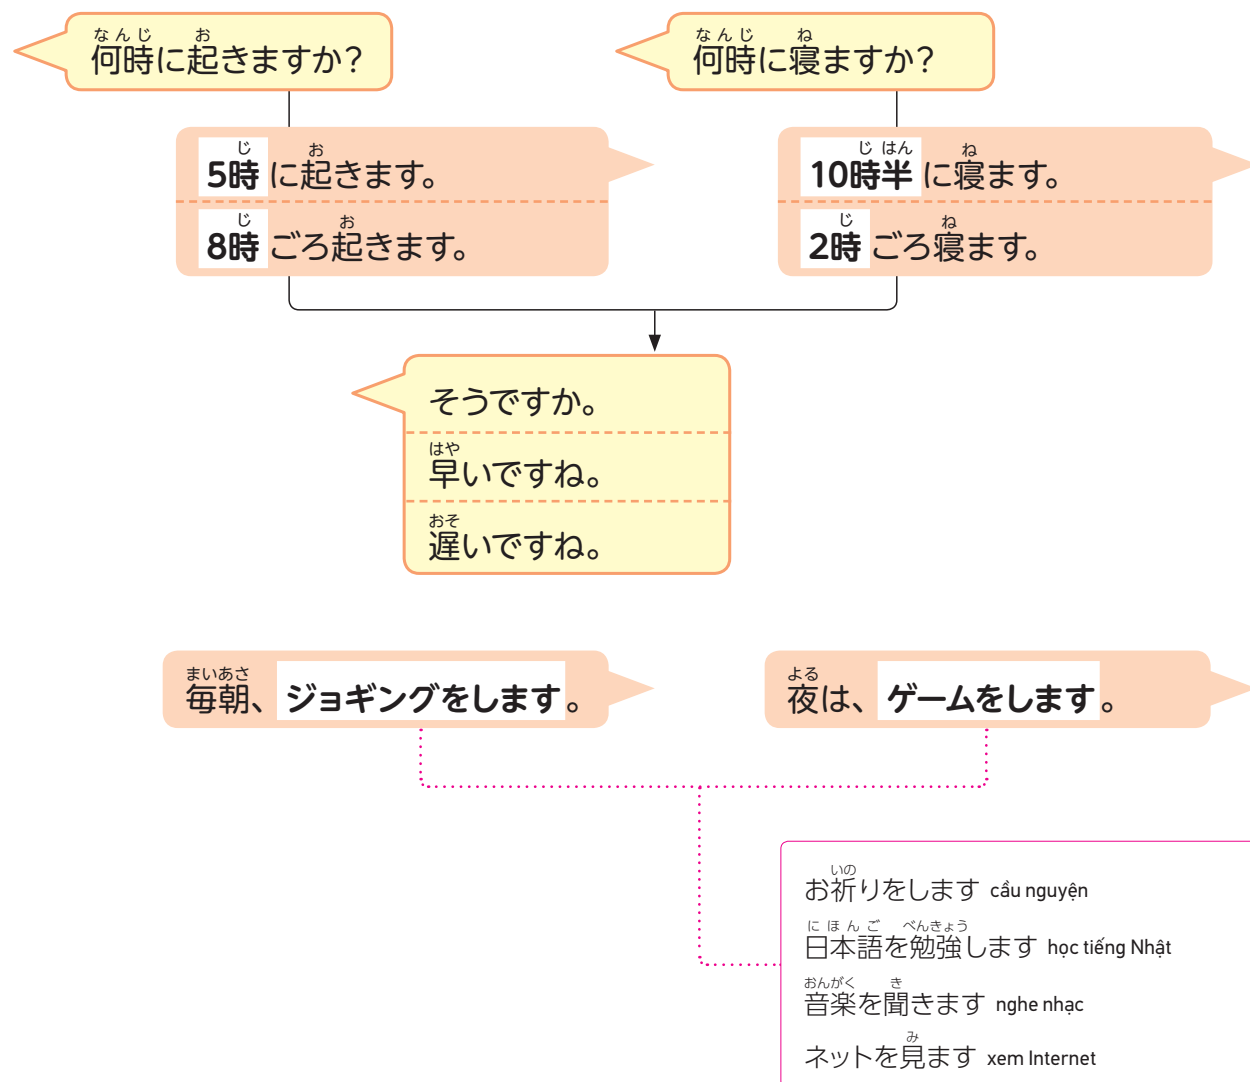 何時に起きますか？
何時に寝ますか？
5時に起きます。
8時ごろ起きます。
10時半に寝ます。
2時ごろ寝ます。
そうですか。
早いですね。
遅いですね。
毎朝、ジョギングをします。
夜は、ゲームをします。
お祈りをします cầu nguyện
日本語を勉強します học tiếng Nhật
音楽を聞きます nghe nhạc
ネットを見ます xem Internet